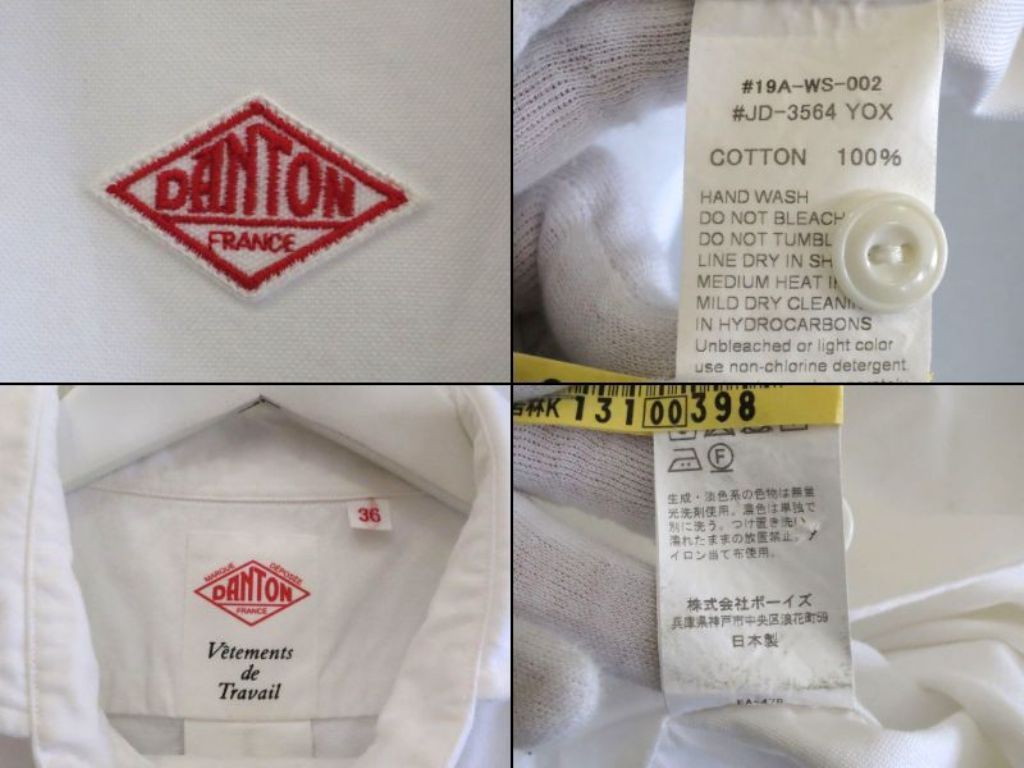 DANTON
FRANCE
#19A-WS-002
#JD-3564 YOX
COTTON 100%
HAND WASH
DO NOT BLEACH
DO NOT TUMBL
LINE DRY IN SH
MEDIUM HEAT
MILD DRY CLEANI
IN HYDROCARBONS
Unbleached or light color
use non-chlorine detergent
36
MARQUE DÉPOSÉE
DANTON
FRANCE
Vêtements
de
Travail
131 00 398
F
生成・淡色系の色物は無蛍
光洗剤使用。濃色は単独で
別に洗う。つけ置き洗い
濡れたままの放置禁止。ア
イロン当て布使用。
株式会社ボーイズ
兵庫県神戸市中央区浪花町59
日本製